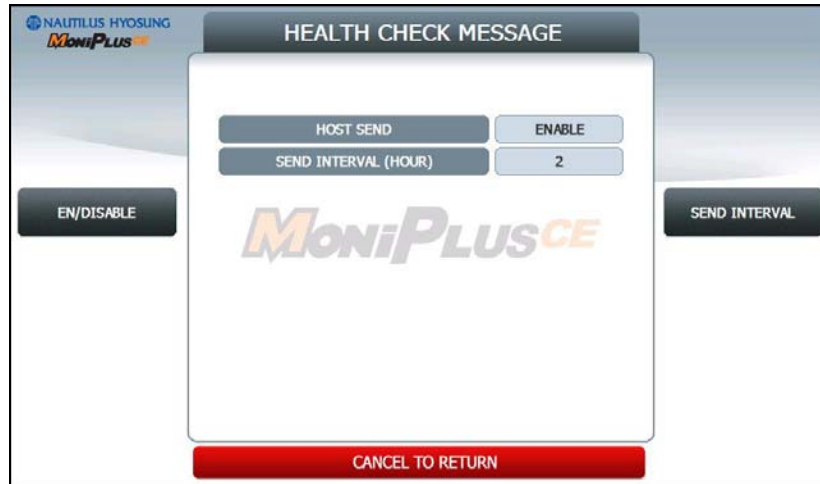 NAUTILUS HYOSUNG
MoniPlus CE
HEALTH CHECK MESSAGE
HOST SEND ENABLE
SEND INTERVAL (HOUR) 2
EN/DISABLE
SEND INTERVAL
MoniPlus CE
CANCEL TO RETURN